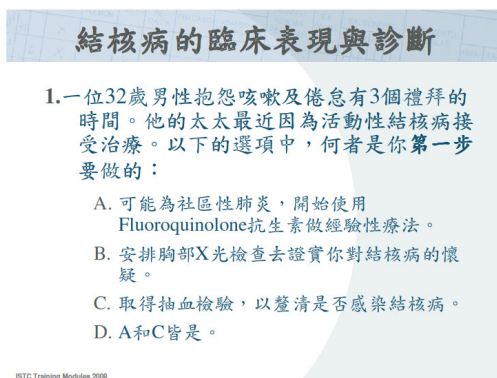 結核病的臨床表現與診斷
1.一位32歲男性抱怨咳嗽及倦怠有3個禮拜的
時間。他的太太最近因為活動性結核病接
受治療。以下的選項中，何者是你第一步
要做的：
A. 可能為社區性肺炎，開始使用
Fluoroquinolone抗生素做經驗性療法。
B. 安排胸部X光檢查去證實你對結核病的懷
疑。
C. 取得抽血檢驗，以釐清是否感染結核病。
D. A和C皆是。
ISTC Training Modules 2008